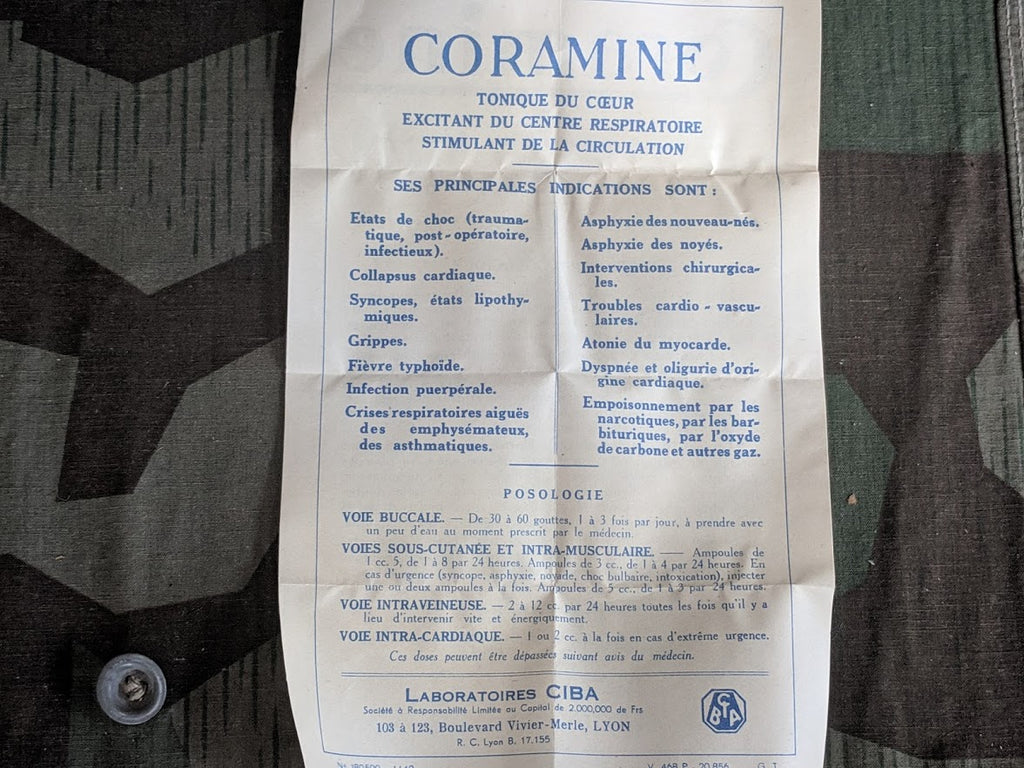 CORAMINE
TONIQUE DU CŒUR
EXCITANT DU CENTRE RESPIRATOIRE
STIMULANT DE LA CIRCULATION
SES PRINCIPALES INDICATIONS SONT :
Etats de choc (trauma-
tique, post-opératoire,
infectieux).
Collapsus cardiaque.
Syncopes, états lipothy-
miques.
Grippes.
Fièvre typhoïde.
Infection puerpérale.
Crises respiratoires aiguës
des emphysémateux,
des asthmatiques.
Asphyxie des nouveau-nés.
Asphyxie des noyés.
Interventions chirurgica-
les.
Troubles cardio-vascu-
laires.
Atonie du myocarde.
Dyspnée et oligurie d'ori-
gine cardiaque.
Empoisonnement par les
narcotiques, par les bar-
bituriques, par l'oxyde
de carbone et autres gaz.
POSOLOGIE
VOIE BUCCALE. — De 30 à 60 gouttes, 1 à 3 fois par jour, à prendre avec
un peu d'eau au moment prescrit par le médecin.
VOIES SOUS-CUTANÉE ET INTRA-MUSCULAIRE. — Ampoules de
1 cc. 5, de 1 à 8 par 24 heures. Ampoules de 3 cc., de 1 à 4 par 24 heures. En
cas d'urgence (syncope, asphyxie, noyade, choc bulbaire, intoxication), injecter
une ou deux ampoules à la fois. Ampoules de 5 cc., de 1 à 3 par 24 heures.
VOIE INTRAVEINEUSE. — 2 à 12 cc. par 24 heures toutes les fois qu'il y a
lieu d'intervenir vite et énergiquement.
VOIE INTRA-CARDIAQUE. — 1 ou 2 cc. à la fois en cas d'extrême urgence.
Ces doses peuvent être dépassées suivant avis du médecin.
LABORATOIRES CIBA
Société à Responsabilité Limitée au Capital de 2.000.000 de Frs
103 à 123, Boulevard Vivier-Merle, LYON
R. C. Lyon B. 17.155
CIBA
V. 468 P. - 20.856 G. T.